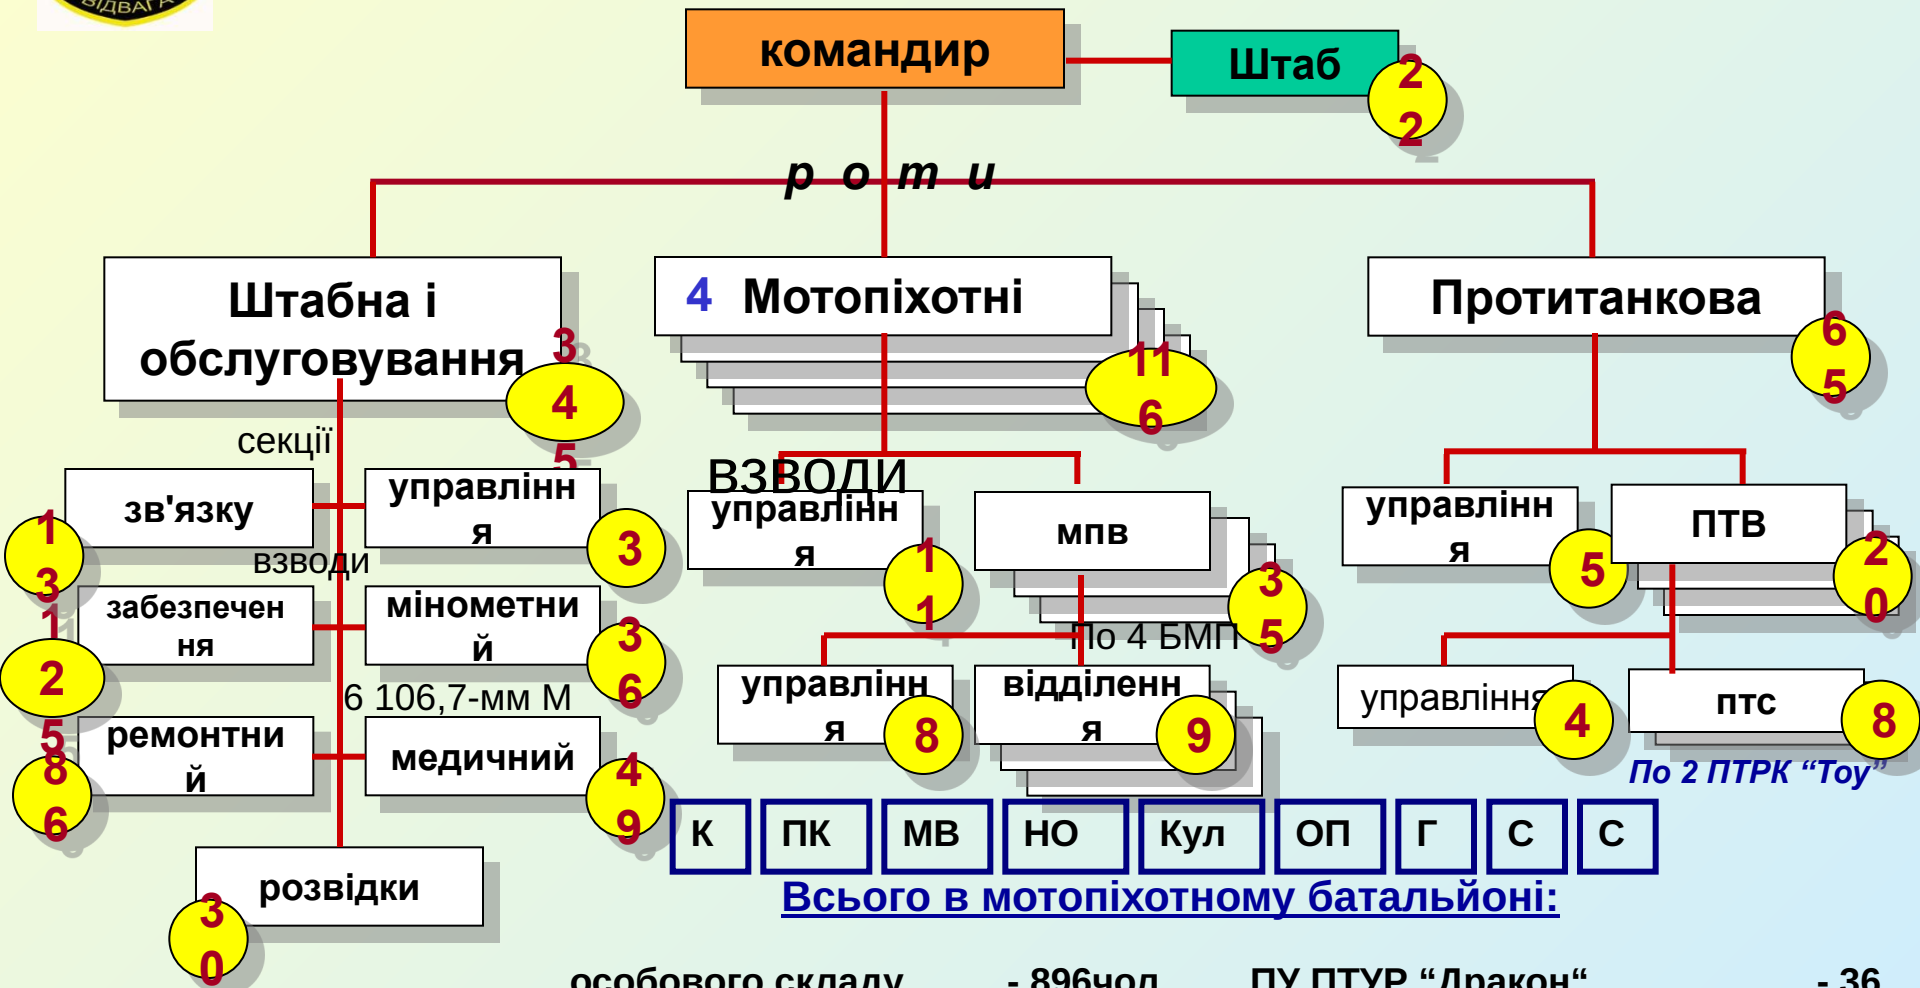 ВІДВАГА
командир
Штаб
2
2
р о т и
Штабна і
обслуговування
3
4
5
4 Мотопіхотні
11
6
Протитанкова
6
5
секції
зв'язку
1
3
управлінн
я
3
взводи
забезпечен
ня
1
2
5
мінометни
й
3
6
6 106,7-мм М
ремонтни
й
8
6
медичний
4
9
розвідки
3
0
взводи
управлінн
я
1
1
мпв
3
5
По 4 БМП
управлінн
я
8
відділенн
я
9
управлінн
я
5
ПТВ
2
0
управління
4
птс
8
По 2 ПТРК “Тоу”
К ПК МВ НО Кул ОП Г С С
Всього в мотопіхотному батальйоні:
особового складу - 896чол ПУ ПТУР “Дракон“ - 36